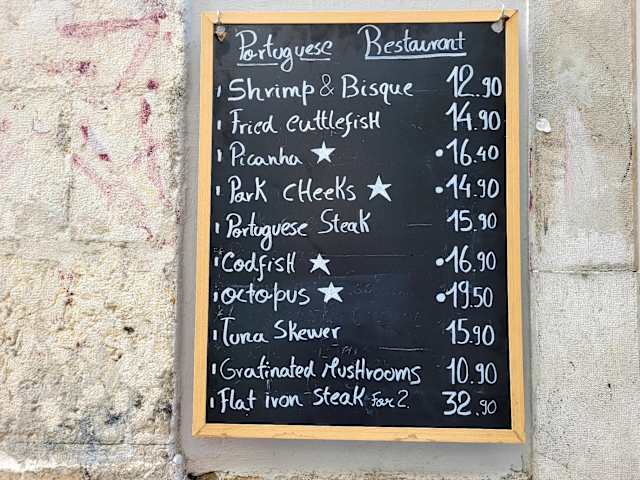 Portuguese Restaurant
Shrimp & Bisque 12.90
Fried cuttlefish 14.90
Picanha ★ •16.40
Park cheeks ★ •14.90
Portuguese Steak 15.90
Codfish ★ •16.90
octopus ★ •19.50
Tuna Skewer 15.90
Gratinated Mushrooms 10.90
Flat iron steak For 2. 32.90